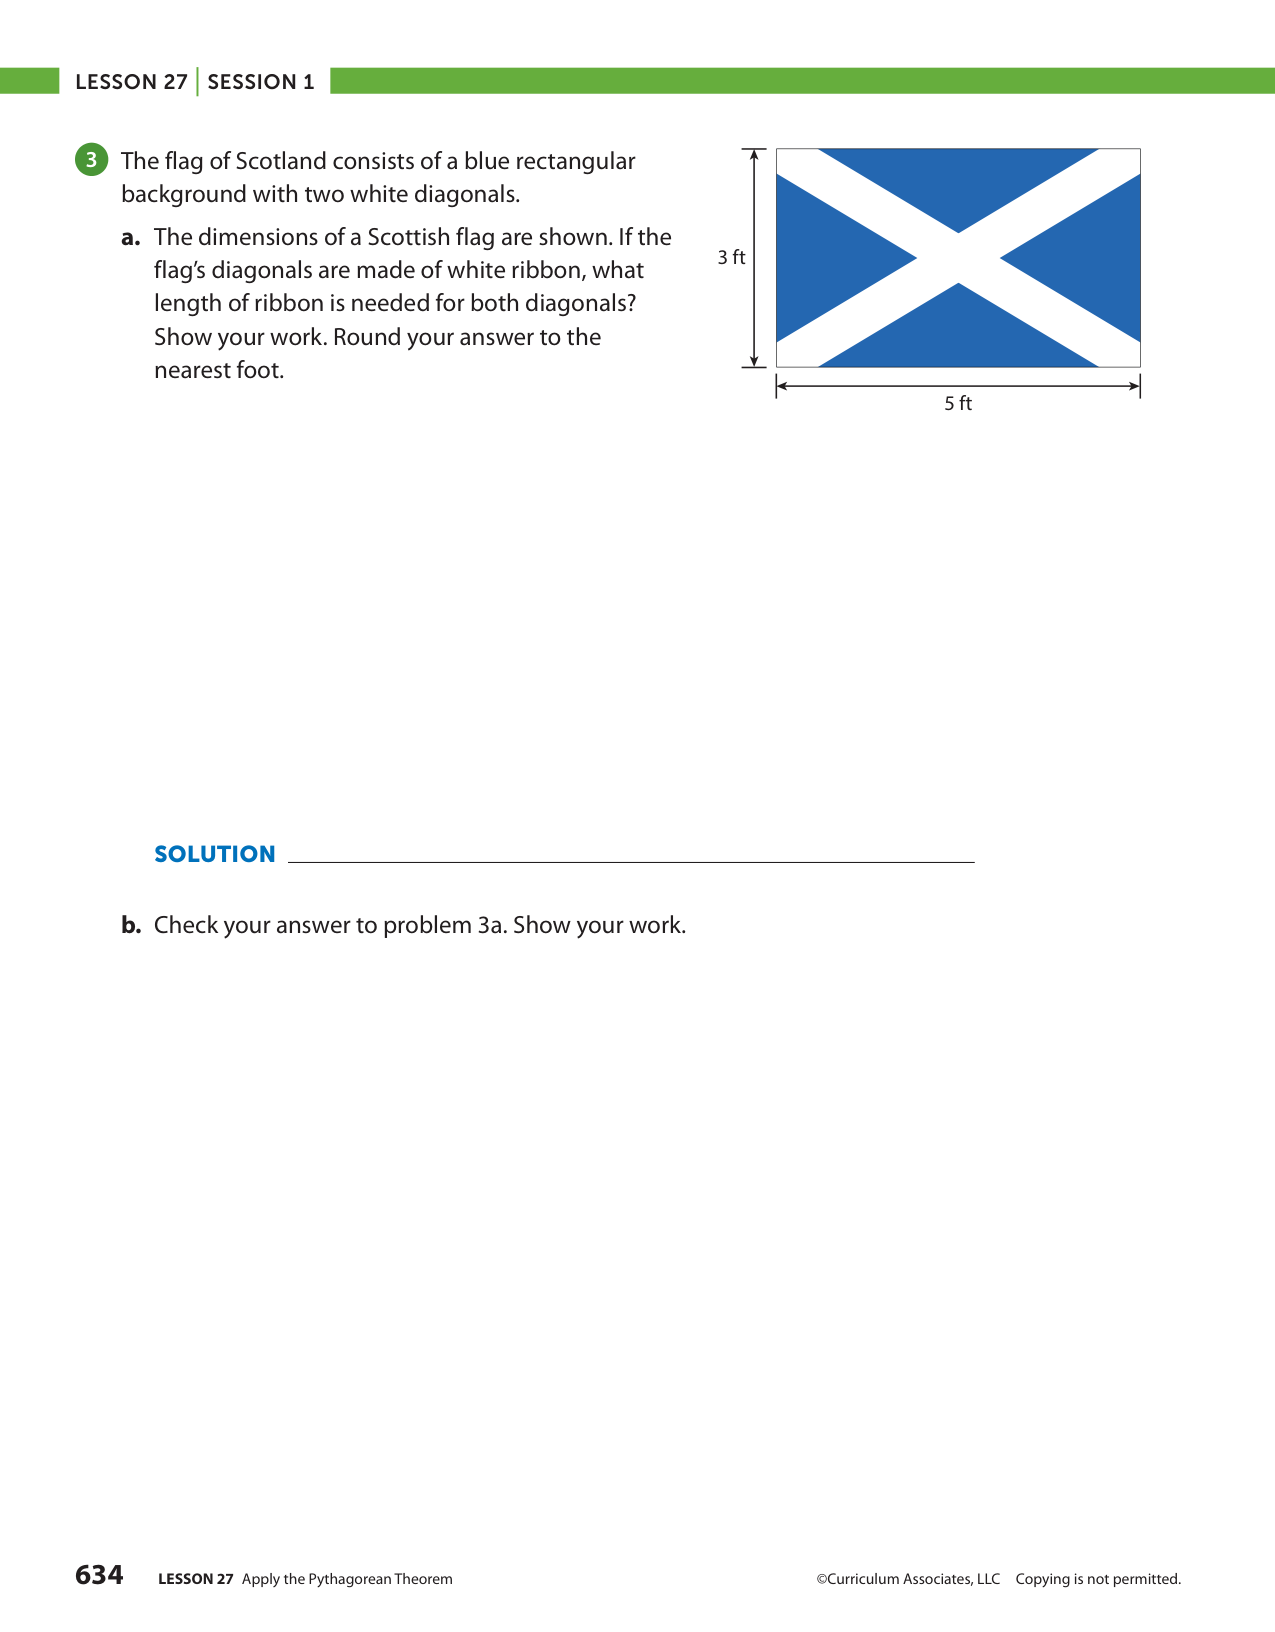 LESSON 27 | SESSION 1
3 The flag of Scotland consists of a blue rectangular
background with two white diagonals.
a. The dimensions of a Scottish flag are shown. If the
flag’s diagonals are made of white ribbon, what
length of ribbon is needed for both diagonals?
Show your work. Round your answer to the
nearest foot.
3 ft
5 ft
SOLUTION
b. Check your answer to problem 3a. Show your work.
634 LESSON 27 Apply the Pythagorean Theorem ©Curriculum Associates, LLC Copying is not permitted.